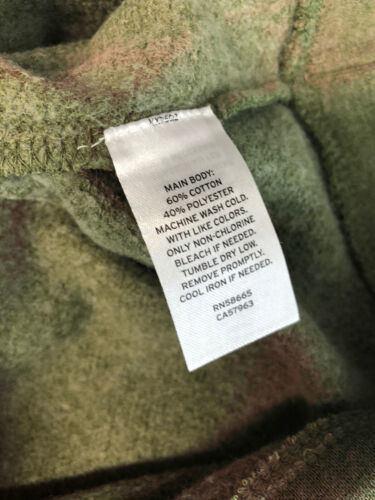 MAIN BODY:
60% COTTON
40% POLYESTER
MACHINE WASH COLD.
WITH LIKE COLORS.
ONLY NON-CHLORINE
BLEACH IF NEEDED.
TUMBLE DRY LOW.
REMOVE PROMPTLY.
COOL IRON IF NEEDED.
RN58665
CA57963